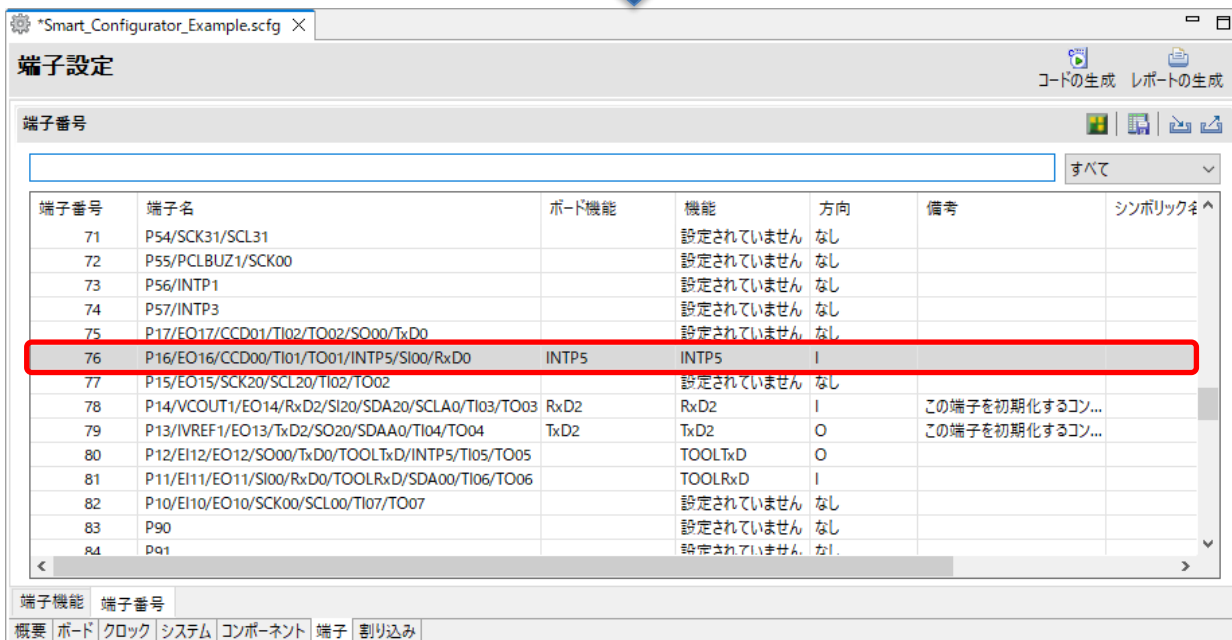 *Smart_Configurator_Example.scfg
端子設定
コードの生成 レポートの生成
端子番号
すべて
端子番号 端子名 ボード機能 機能 方向 備考 シンボリック名
71 P54/SCK31/SCL31 設定されていません なし
72 P55/PCLBUZ1/SCK00 設定されていません なし
73 P56/INTP1 設定されていません なし
74 P57/INTP3 設定されていません なし
75 P17/EO17/CCD01/TI02/TO02/SO00/TxD0 設定されていません なし
76 P16/EO16/CCD00/TI01/TO01/INTP5/SI00/RxD0 INTP5 INTP5 I
77 P15/EO15/SCK20/SCL20/TI02/TO02 設定されていません なし
78 P14/VCOUT1/EO14/RxD2/SI20/SDA20/SCLA0/TI03/TO03 RxD2 RxD2 I この端子を初期化するコン...
79 P13/IVREF1/EO13/TxD2/SO20/SDAA0/TI04/TO04 TxD2 TxD2 O この端子を初期化するコン...
80 P12/EI12/EO12/SO00/TxD0/TOOLTxD/INTP5/TI05/TO05 TOOLTxD O
81 P11/EI11/EO11/SI00/RxD0/TOOLRxD/SDA00/TI06/TO06 TOOLRxD I
82 P10/EI10/EO10/SCK00/SCL00/TI07/TO07 設定されていません なし
83 P90 設定されていません なし
84 P91 設定されていません なし
端子機能 端子番号
概要 ボード クロック システム コンポーネント 端子 割り込み